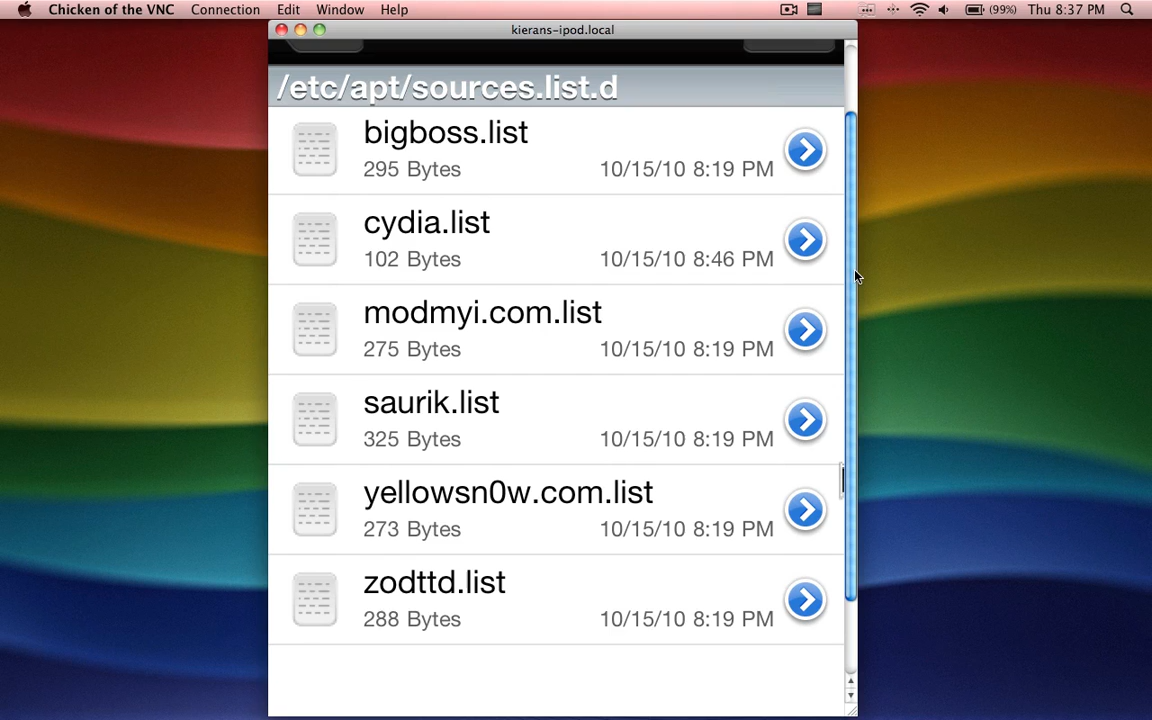 Chicken of the VNC Connection Edit Window Help (99%) Thu 8:37 PM
kierans-ipod.local
/etc/apt/sources.list.d
bigboss.list
295 Bytes 10/15/10 8:19 PM
cydia.list
102 Bytes 10/15/10 8:46 PM
modmyi.com.list
275 Bytes 10/15/10 8:19 PM
saurik.list
325 Bytes 10/15/10 8:19 PM
yellowsn0w.com.list
273 Bytes 10/15/10 8:19 PM
zodttd.list
288 Bytes 10/15/10 8:19 PM